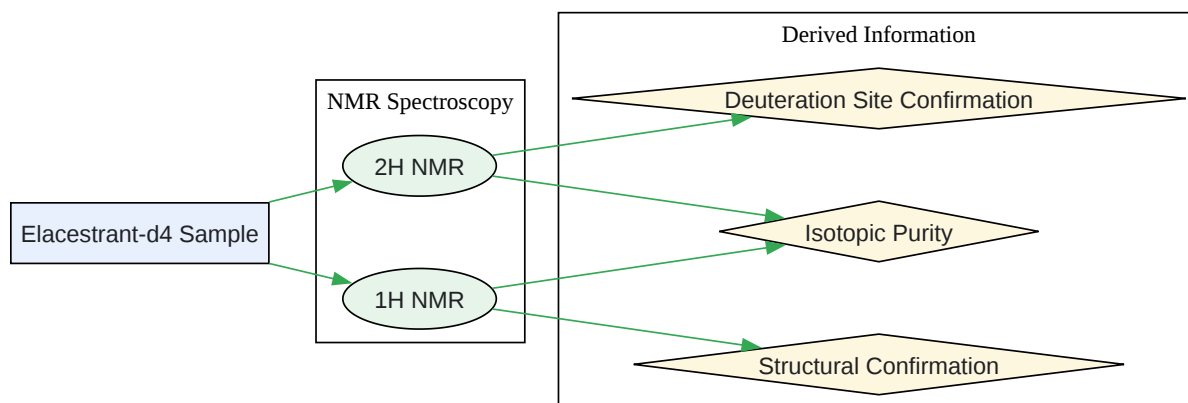 Derived Information
NMR Spectroscopy
Deuteration Site Confirmation
2H NMR
Elacestrant-d4 Sample
Isotopic Purity
1H NMR
Structural Confirmation